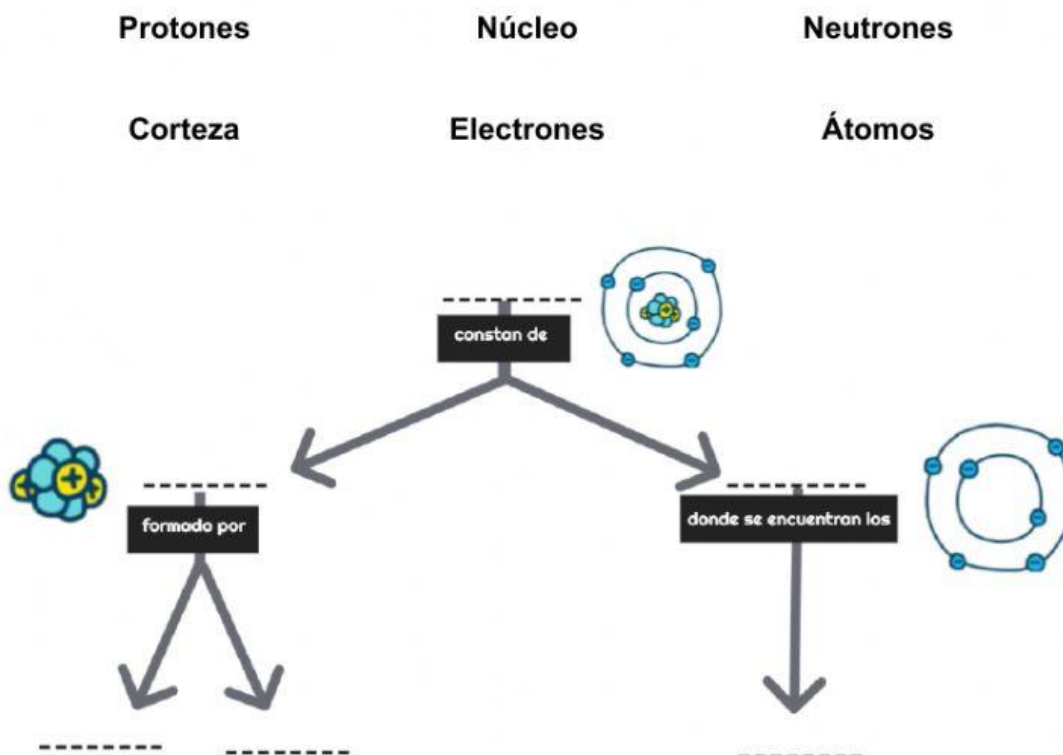 Protones Núcleo Neutrones
Corteza Electrones Átomos
constan de
formado por
donde se encuentran los